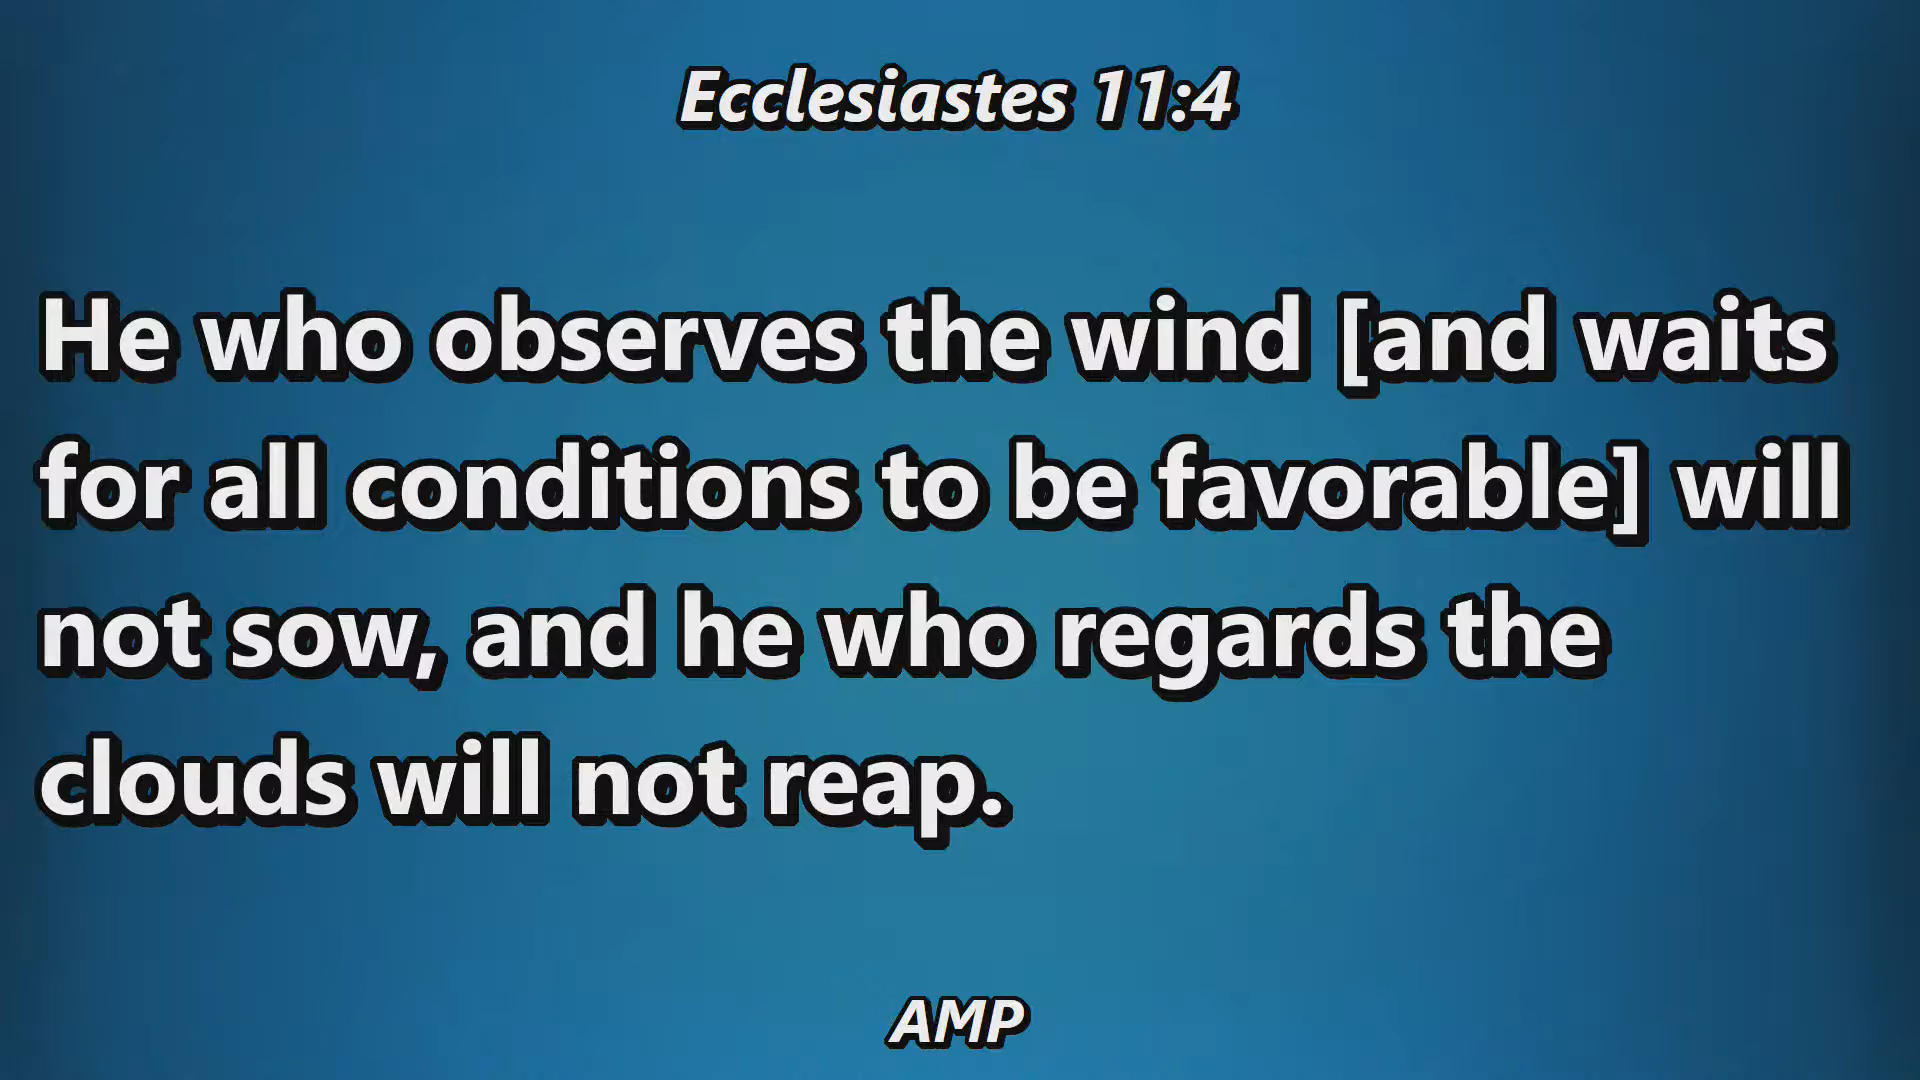 Ecclesiastes 11:4
He who observes the wind [and waits
for all conditions to be favorable] will
not sow, and he who regards the
clouds will not reap.
AMP